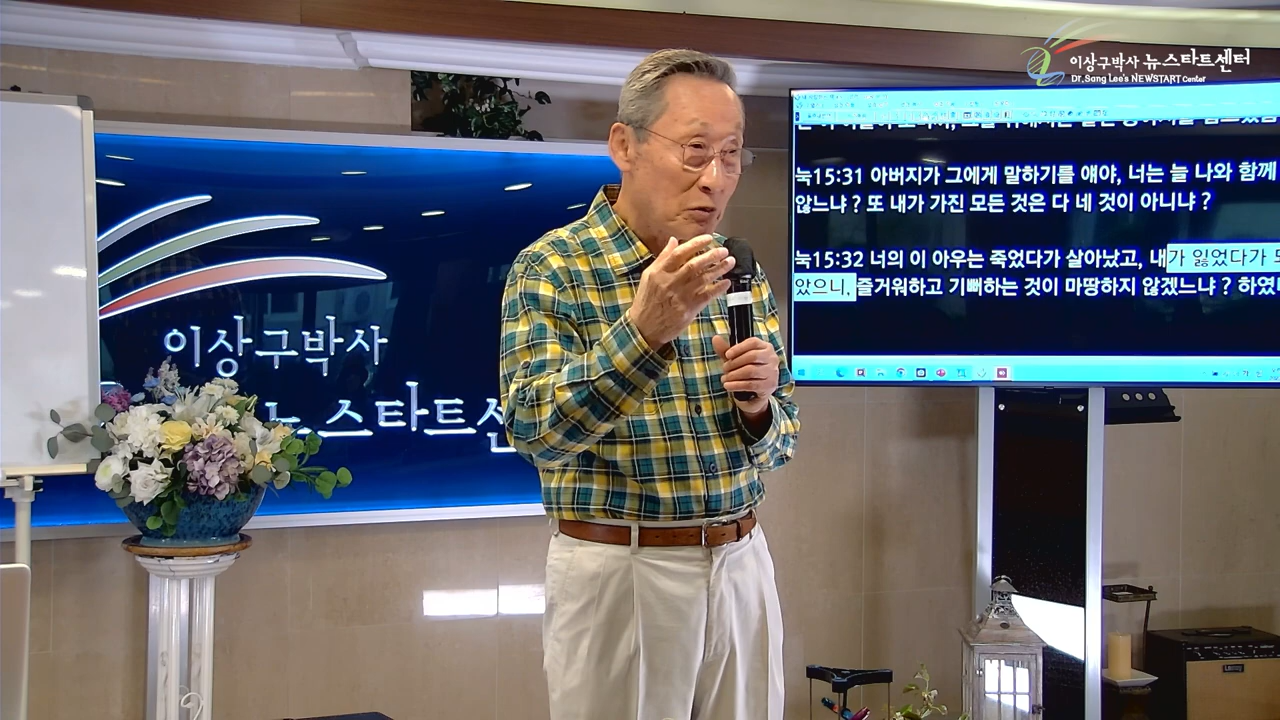 이상구박사 뉴스타트센터
Dr. Sang Lee's NEWSTART Center
눅15:31 아버지가 그에게 말하기를 얘야, 너는 늘 나와 함께
않느냐 ? 또 내가 가진 모든 것은 다 네 것이 아니냐 ?
눅15:32 너의 이 아우는 죽었다가 살아났고, 내가 잃었다가
았으니, 즐거워하고 기뻐하는 것이 마땅하지 않겠느냐 ?
이상구박사
뉴스타트센